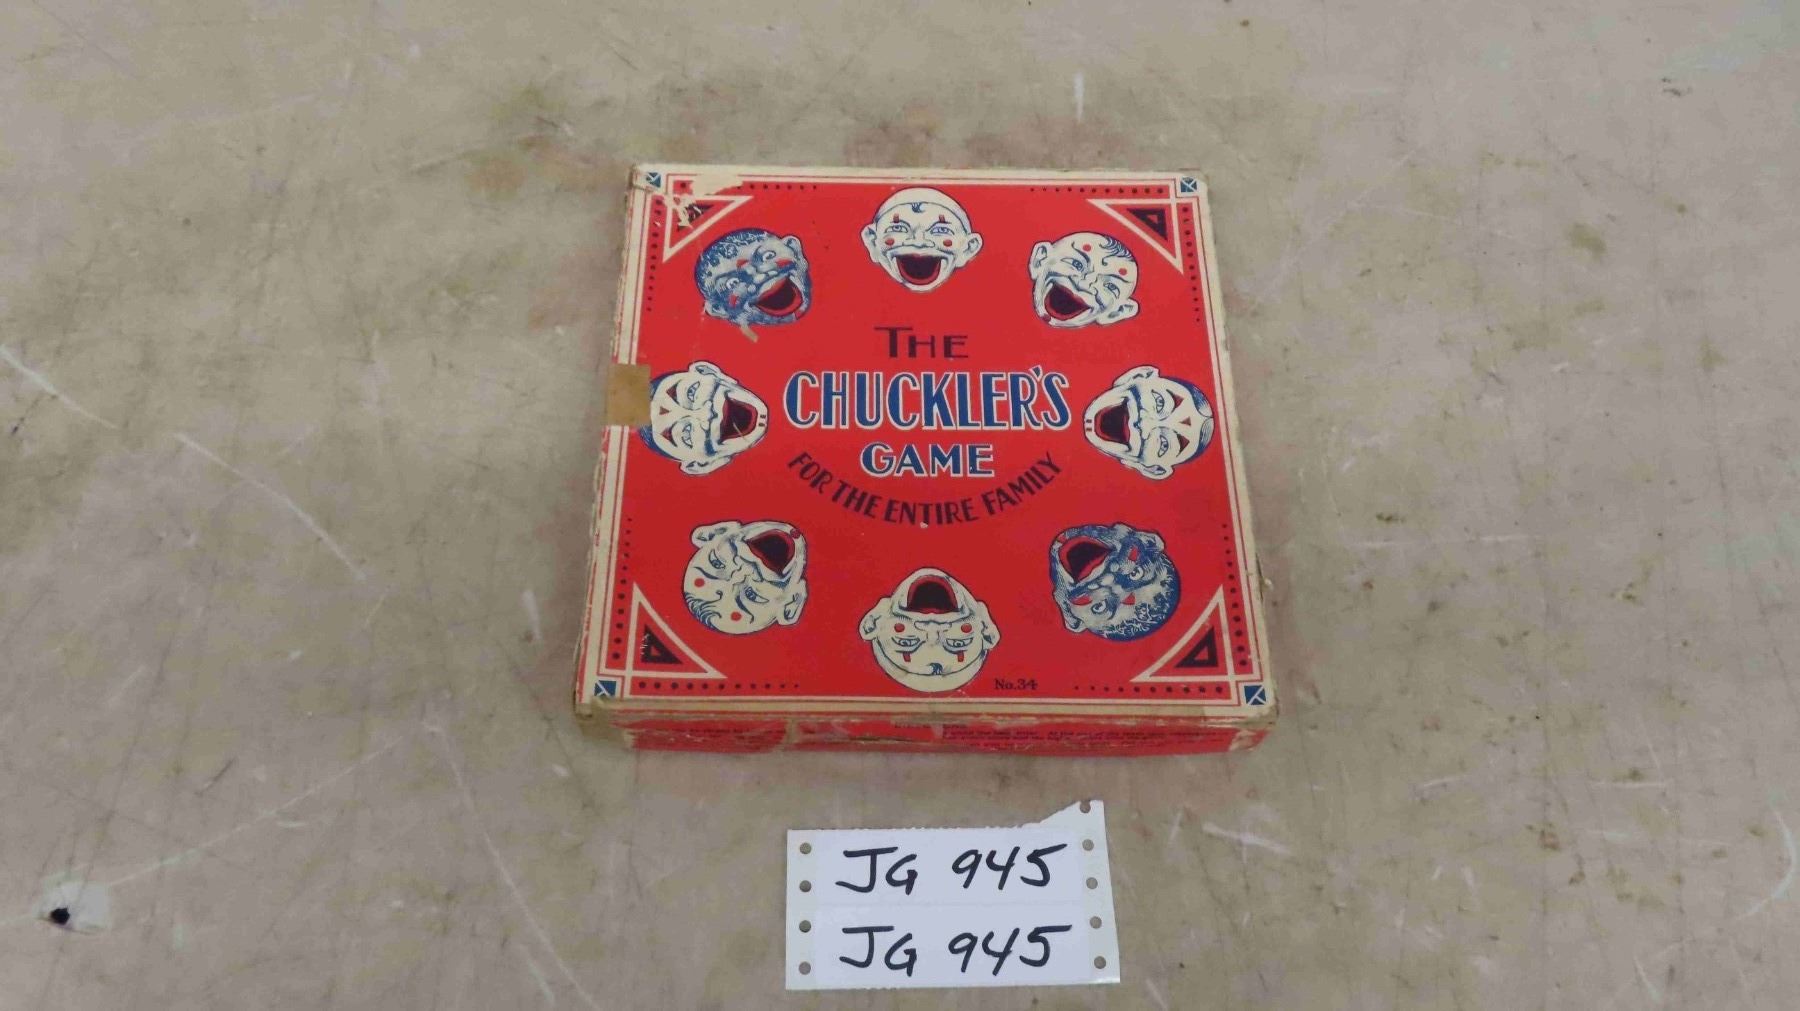 THE
CHUCKLER'S
GAME
FOR THE ENTIRE FAMILY
No. 34
JG 945
JG 945